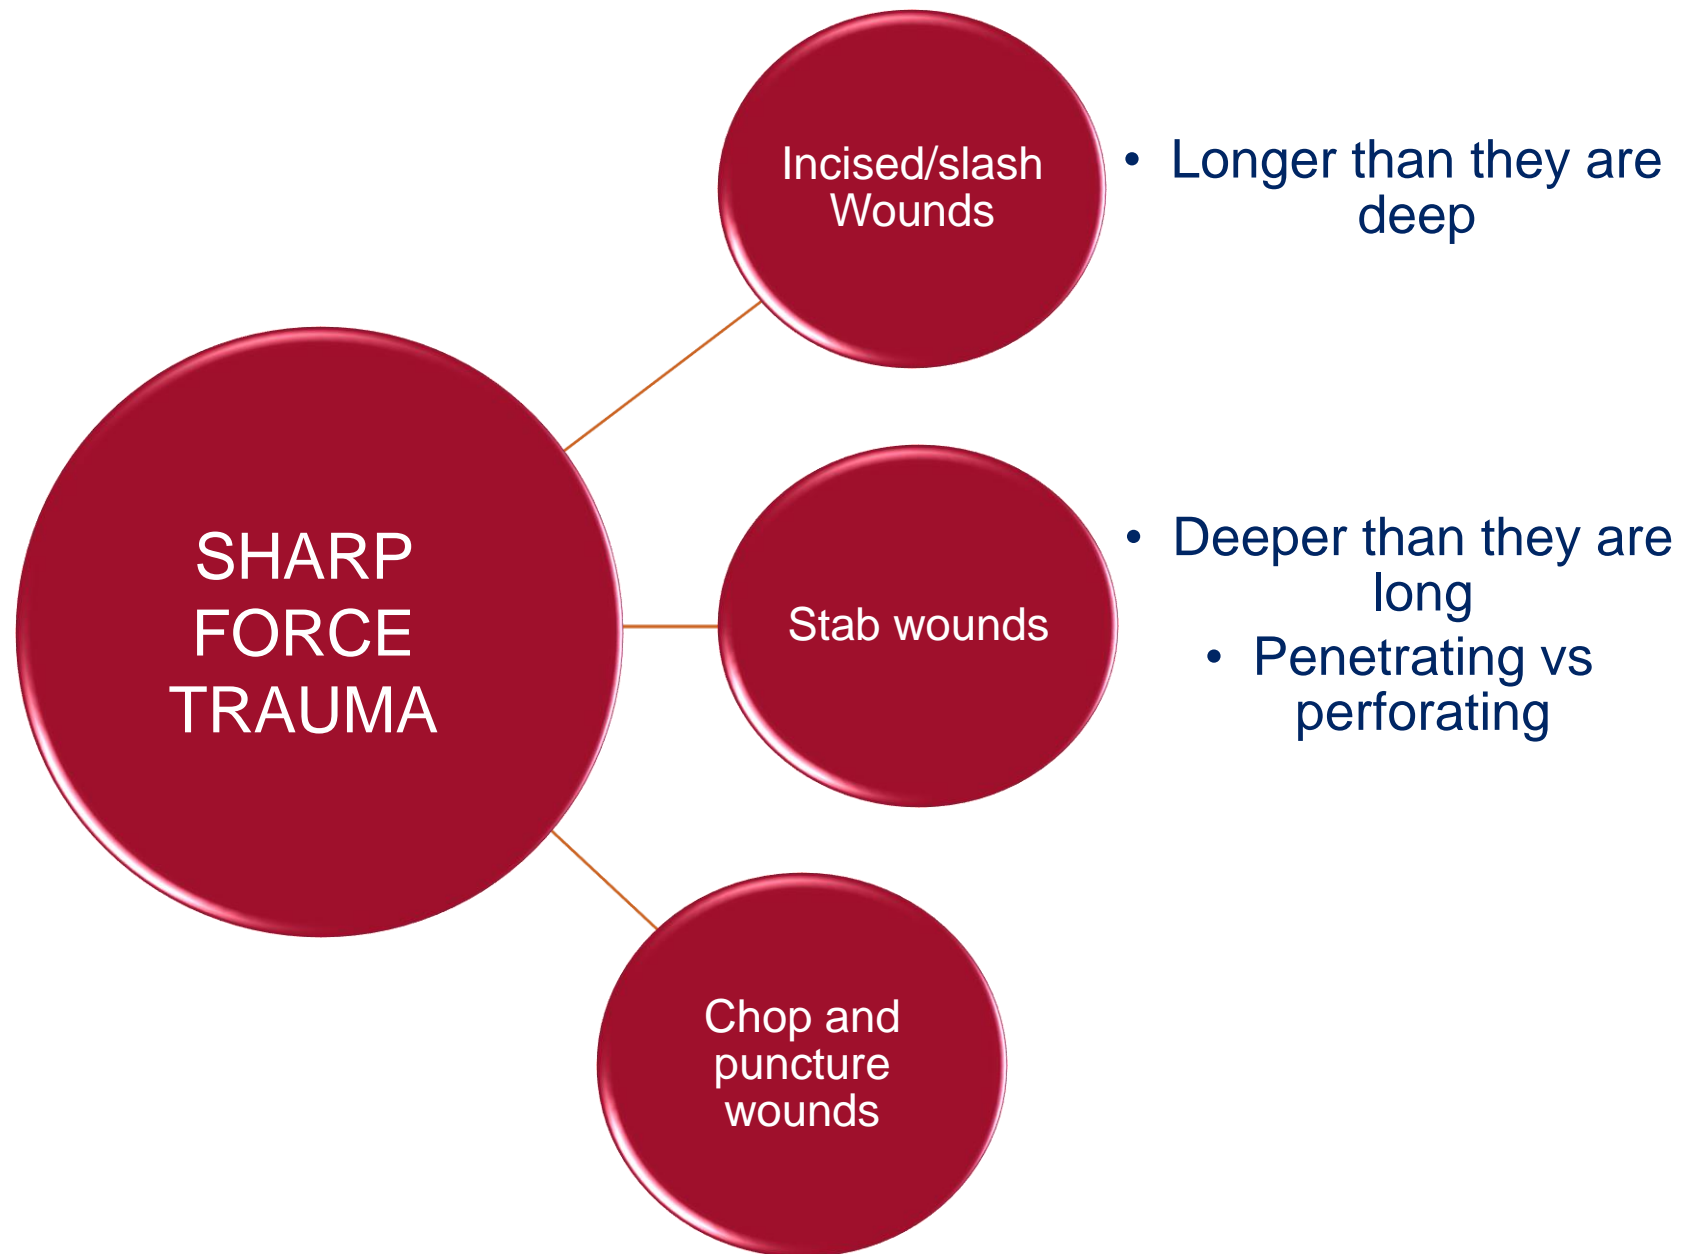 SHARP
FORCE
TRAUMA
Incised/slash
Wounds
• Longer than they are
deep
Stab wounds
• Deeper than they are
long
• Penetrating vs
perforating
Chop and
puncture
wounds